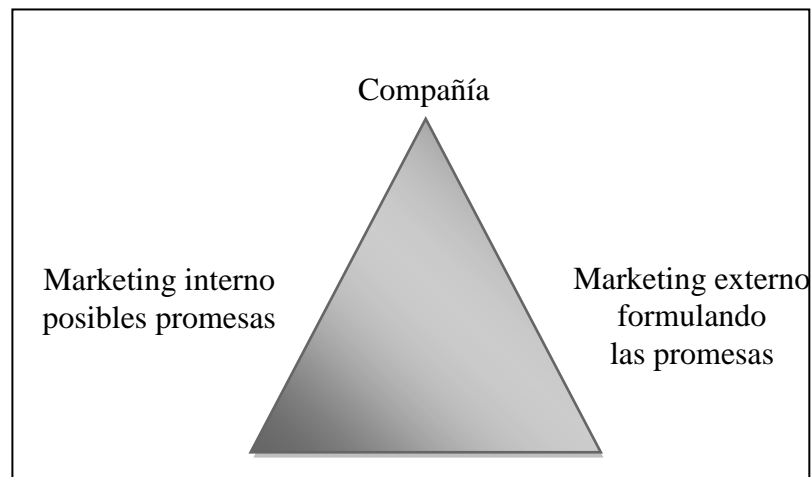 Compañía
Marketing interno
posibles promesas
Marketing externo
formulando
las promesas